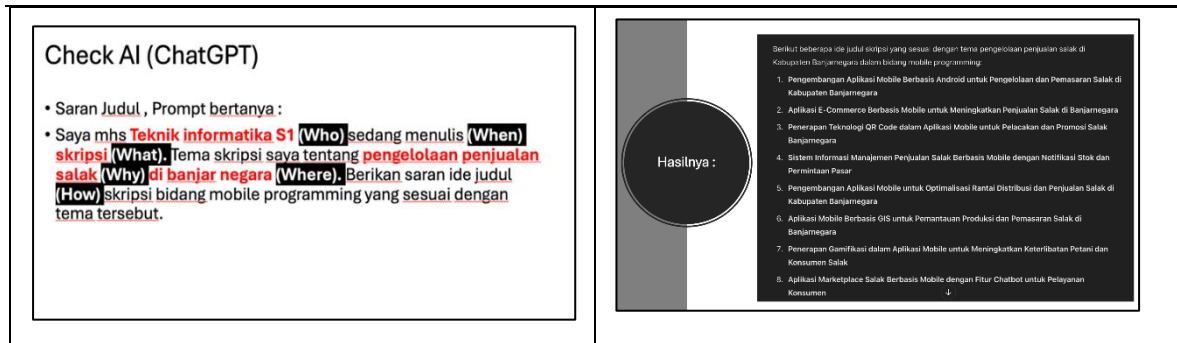 Check AI (ChatGPT)
• Saran Judul , Prompt bertanya :
• Saya mhs Teknik informatika S1 (Who) sedang menulis (When)
skripsi (What). Tema skripsi saya tentang pengelolaan penjualan
salak (Why) di banjar negara (Where). Berikan saran ide judul
(How) skripsi bidang mobile programming yang sesuai dengan
tema tersebut.
Hasilnya :
Berikut beberapa ide judul skripsi yang sesuai dengan tema pengelolaan penjualan salak di
Kabupaten Banjarnegara dalam bidang mobile programming:
1. Pengembangan Aplikasi Mobile Berbasis Android untuk Pengelolaan dan Pemasaran Salak di
Kabupaten Banjarnegara
2. Aplikasi E-Commerce Berbasis Mobile untuk Meningkatkan Penjualan Salak di Banjarnegara
3. Penerapan Teknologi QR Code dalam Aplikasi Mobile untuk Pelacakan dan Promosi Salak
Banjarnegara
4. Sistem Informasi Manajemen Penjualan Salak Berbasis Mobile dengan Notifikasi Stok dan
Permintaan Pasar
5. Pengembangan Aplikasi Mobile untuk Optimalisasi Rantai Distribusi dan Penjualan Salak di
Kabupaten Banjarnegara
6. Aplikasi Mobile Berbasis GIS untuk Pemantauan Produksi dan Pemasaran Salak di
Banjarnegara
7. Penerapan Gamifikasi dalam Aplikasi Mobile untuk Meningkatkan Keterlibatan Petani dan
Konsumen Salak
8. Aplikasi Marketplace Salak Berbasis Mobile dengan Fitur Chatbot untuk Pelayanan
Konsumen